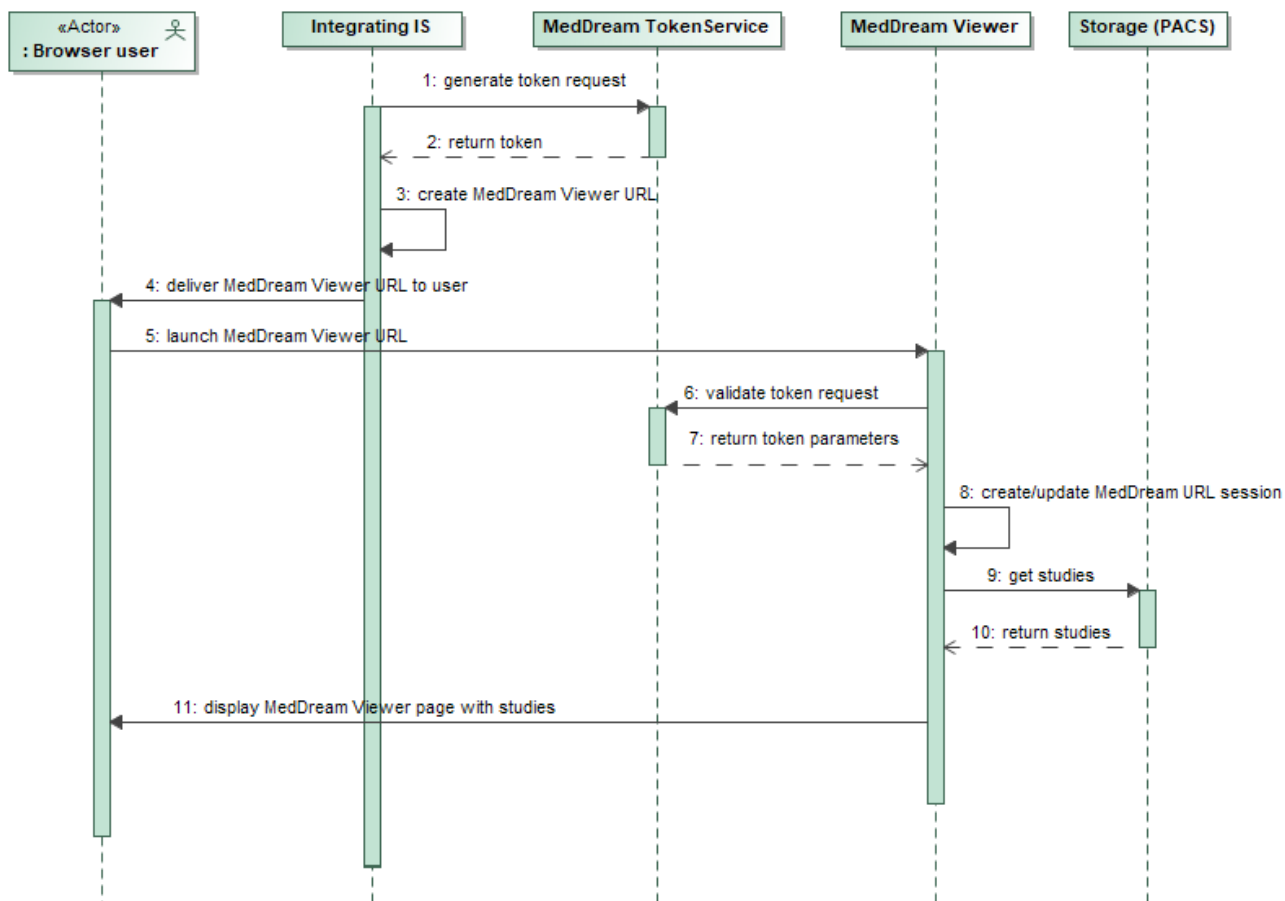 «Actor»
: Browser user
Integrating IS
MedDream TokenService
MedDream Viewer
Storage (PACS)
1: generate token request
2: return token
3: create MedDream Viewer URL
4: deliver MedDream Viewer URL to user
5: launch MedDream Viewer URL
6: validate token request
7: return token parameters
8: create/update MedDream URL session
9: get studies
10: return studies
11: display MedDream Viewer page with studies